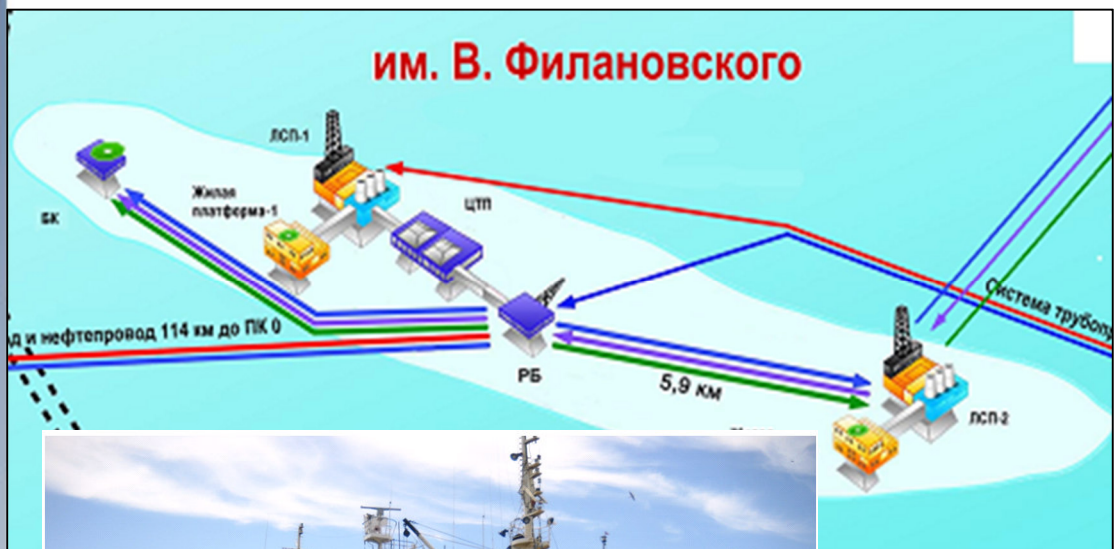 им. В. Филановского
ЛСП-1
Жилая
платформа-1
ЦТП
БК
Система
и нефтепровод 114 км до ПК 0
РБ
5,9 км
ЛСП-2